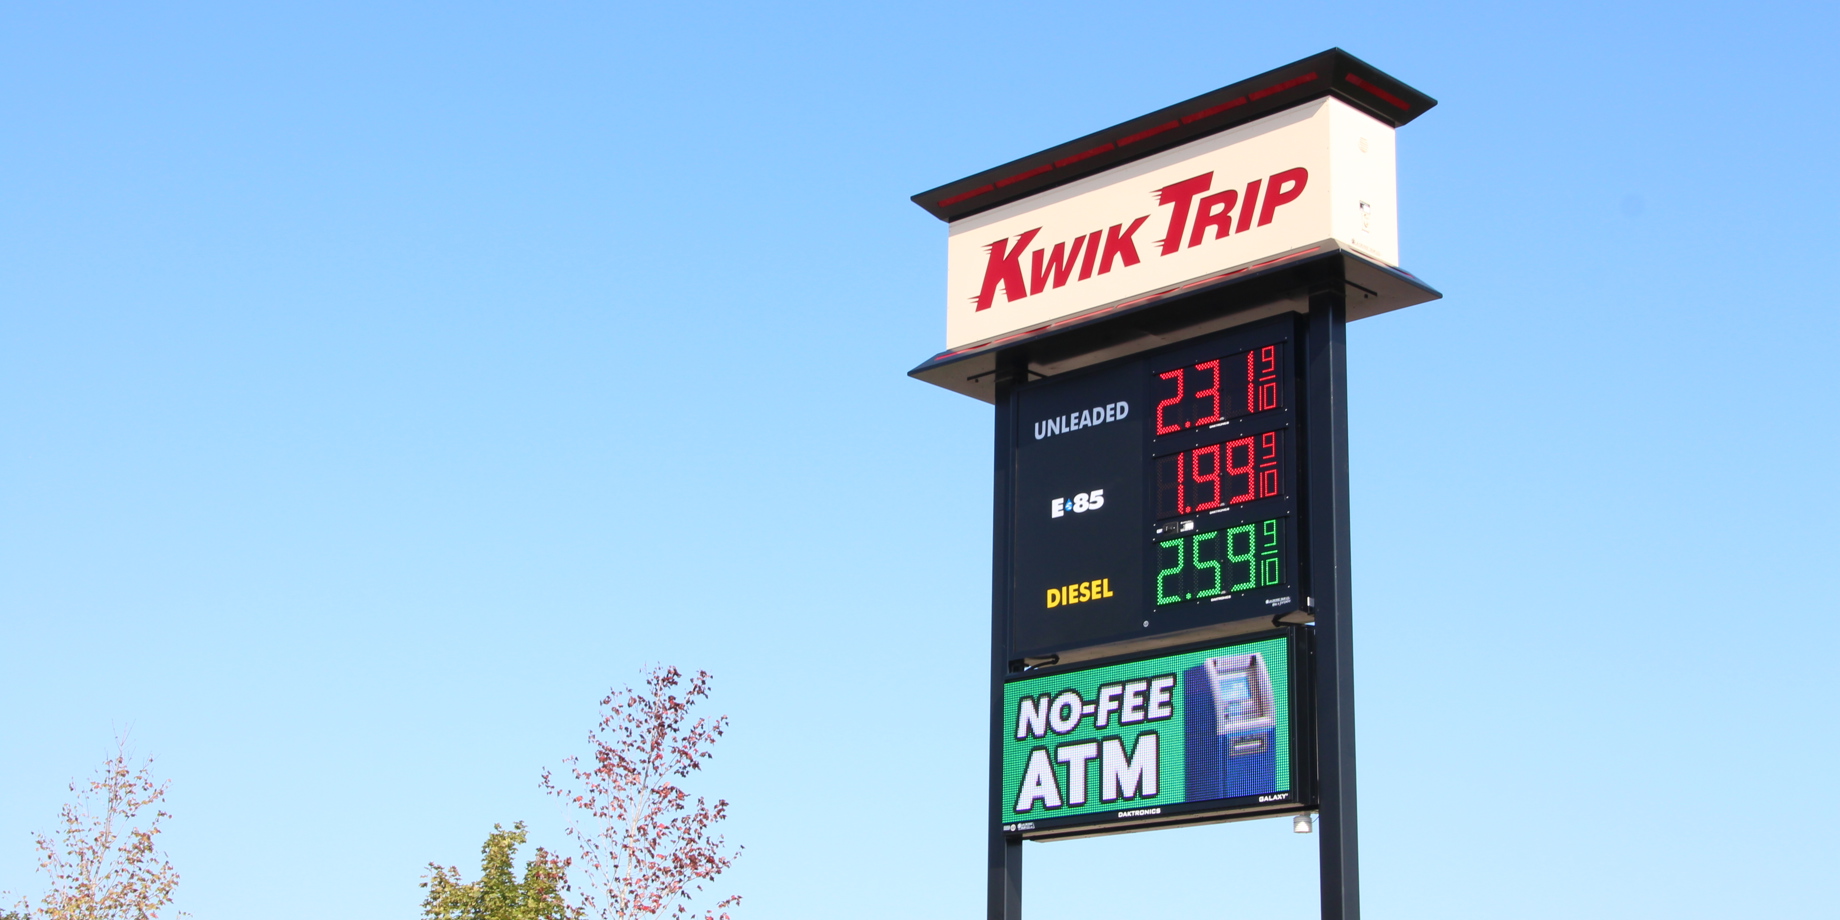 KWIK TRIP
UNLEADED 2.31 9/10
E-85 1.99 9/10
DIESEL 2.59 9/10
NO-FEE
ATM
DAKTRONICS
GALAXY